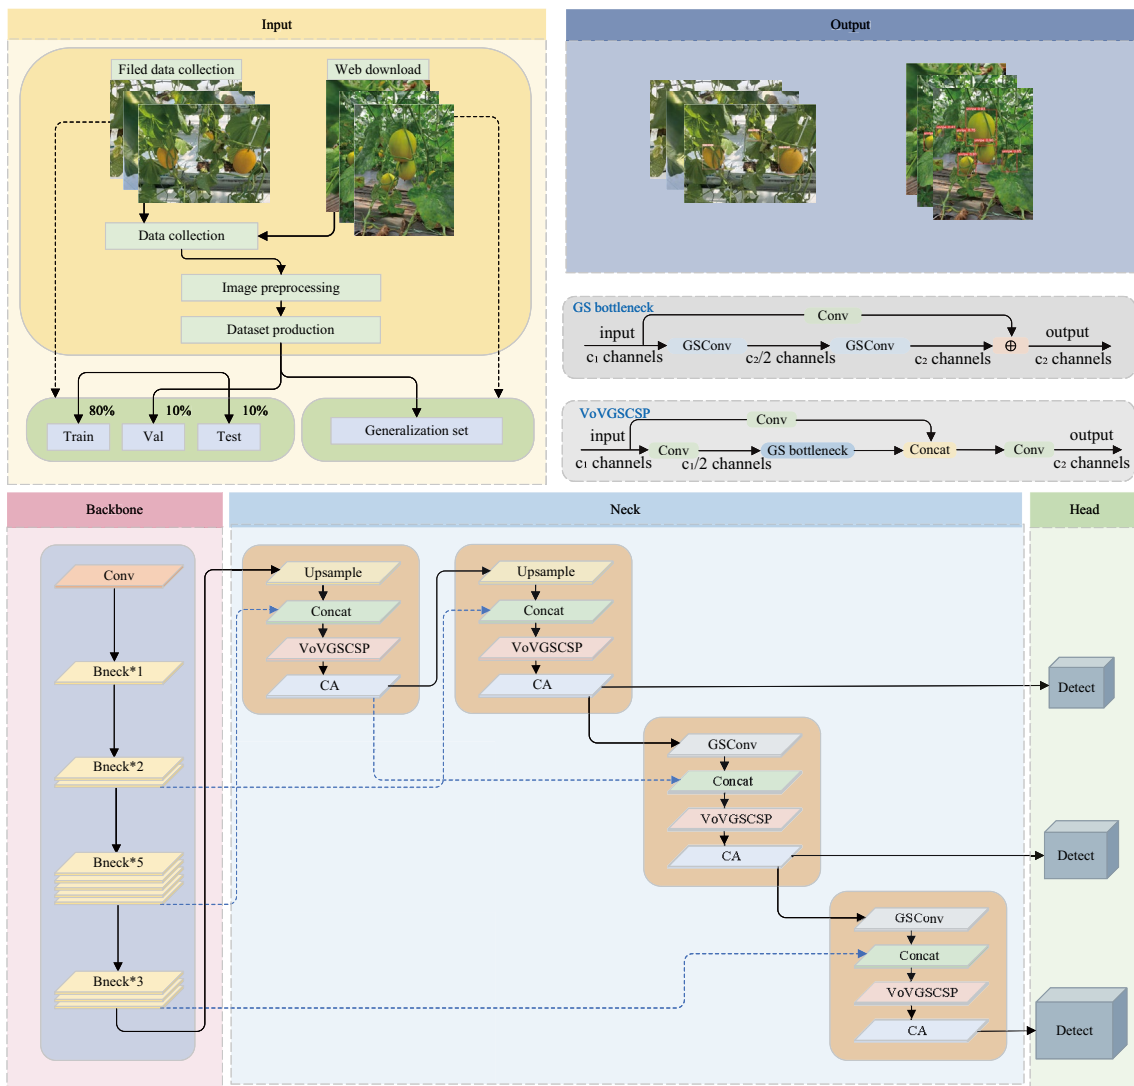 Input
Filed data collection
Web download
Data collection
Image preprocessing
Dataset production
80%
10%
10%
Train
Val
Test
Generalization set
Output
GS bottleneck
Conv
input
output
GSConv
GSConv
⊕
c₁ channels
c₂/2 channels
c₂ channels
c₂ channels
VoVGSCSP
Conv
input
output
Conv
GS bottleneck
Concat
Conv
c₁ channels
c₁/2 channels
c₂ channels
Backbone
Neck
Head
Conv
Bneck*1
Bneck*2
Bneck*5
Bneck*3
Upsample
Concat
VoVGSCSP
CA
Upsample
Concat
VoVGSCSP
CA
GSConv
Concat
VoVGSCSP
CA
GSConv
Concat
VoVGSCSP
CA
Detect
Detect
Detect